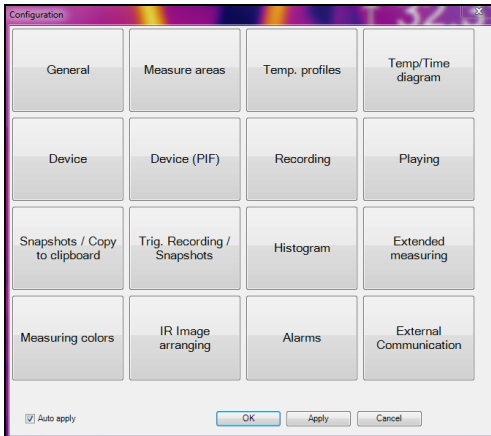 Configuration
General
Measure areas
Temp. profiles
Temp/Time
diagram
Device
Device (PIF)
Recording
Playing
Snapshots / Copy
to clipboard
Trig. Recording /
Snapshots
Histogram
Extended
measuring
Measuring colors
IR Image
arranging
Alarms
External
Communication
Auto apply
OK
Apply
Cancel